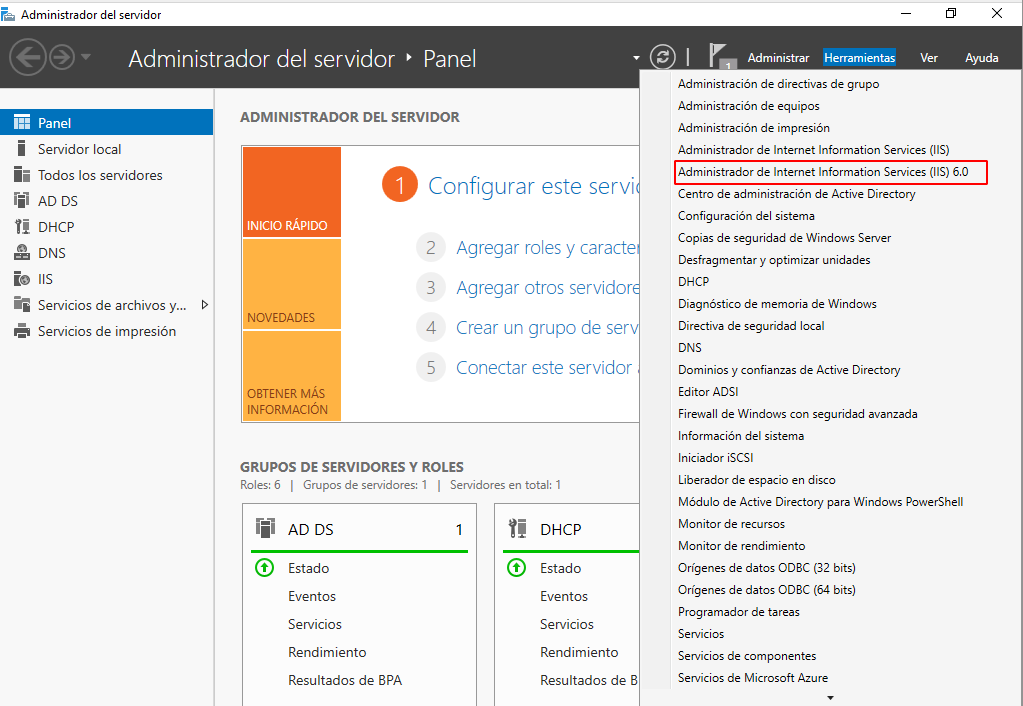 Administrador del servidor
Administrador del servidor ‣ Panel
1
Administrar
Herramientas
Ver
Ayuda
Panel
Servidor local
Todos los servidores
AD DS
DHCP
DNS
IIS
Servicios de archivos y...
Servicios de impresión
ADMINISTRADOR DEL SERVIDOR
INICIO RÁPIDO
NOVEDADES
OBTENER MÁS
INFORMACIÓN
1 Configurar este servic
2 Agregar roles y caracter
3 Agregar otros servidore
4 Crear un grupo de serv
5 Conectar este servidor a
GRUPOS DE SERVIDORES Y ROLES
Roles: 6 | Grupos de servidores: 1 | Servidores en total: 1
AD DS 1
Estado
Eventos
Servicios
Rendimiento
Resultados de BPA
DHCP
Estado
Eventos
Servicios
Rendimiento
Resultados de B
Administración de directivas de grupo
Administración de equipos
Administración de impresión
Administrador de Internet Information Services (IIS)
Administrador de Internet Information Services (IIS) 6.0
Centro de administración de Active Directory
Configuración del sistema
Copias de seguridad de Windows Server
Desfragmentar y optimizar unidades
DHCP
Diagnóstico de memoria de Windows
Directiva de seguridad local
DNS
Dominios y confianzas de Active Directory
Editor ADSI
Firewall de Windows con seguridad avanzada
Información del sistema
Iniciador iSCSI
Liberador de espacio en disco
Módulo de Active Directory para Windows PowerShell
Monitor de recursos
Monitor de rendimiento
Orígenes de datos ODBC (32 bits)
Orígenes de datos ODBC (64 bits)
Programador de tareas
Servicios
Servicios de componentes
Servicios de Microsoft Azure